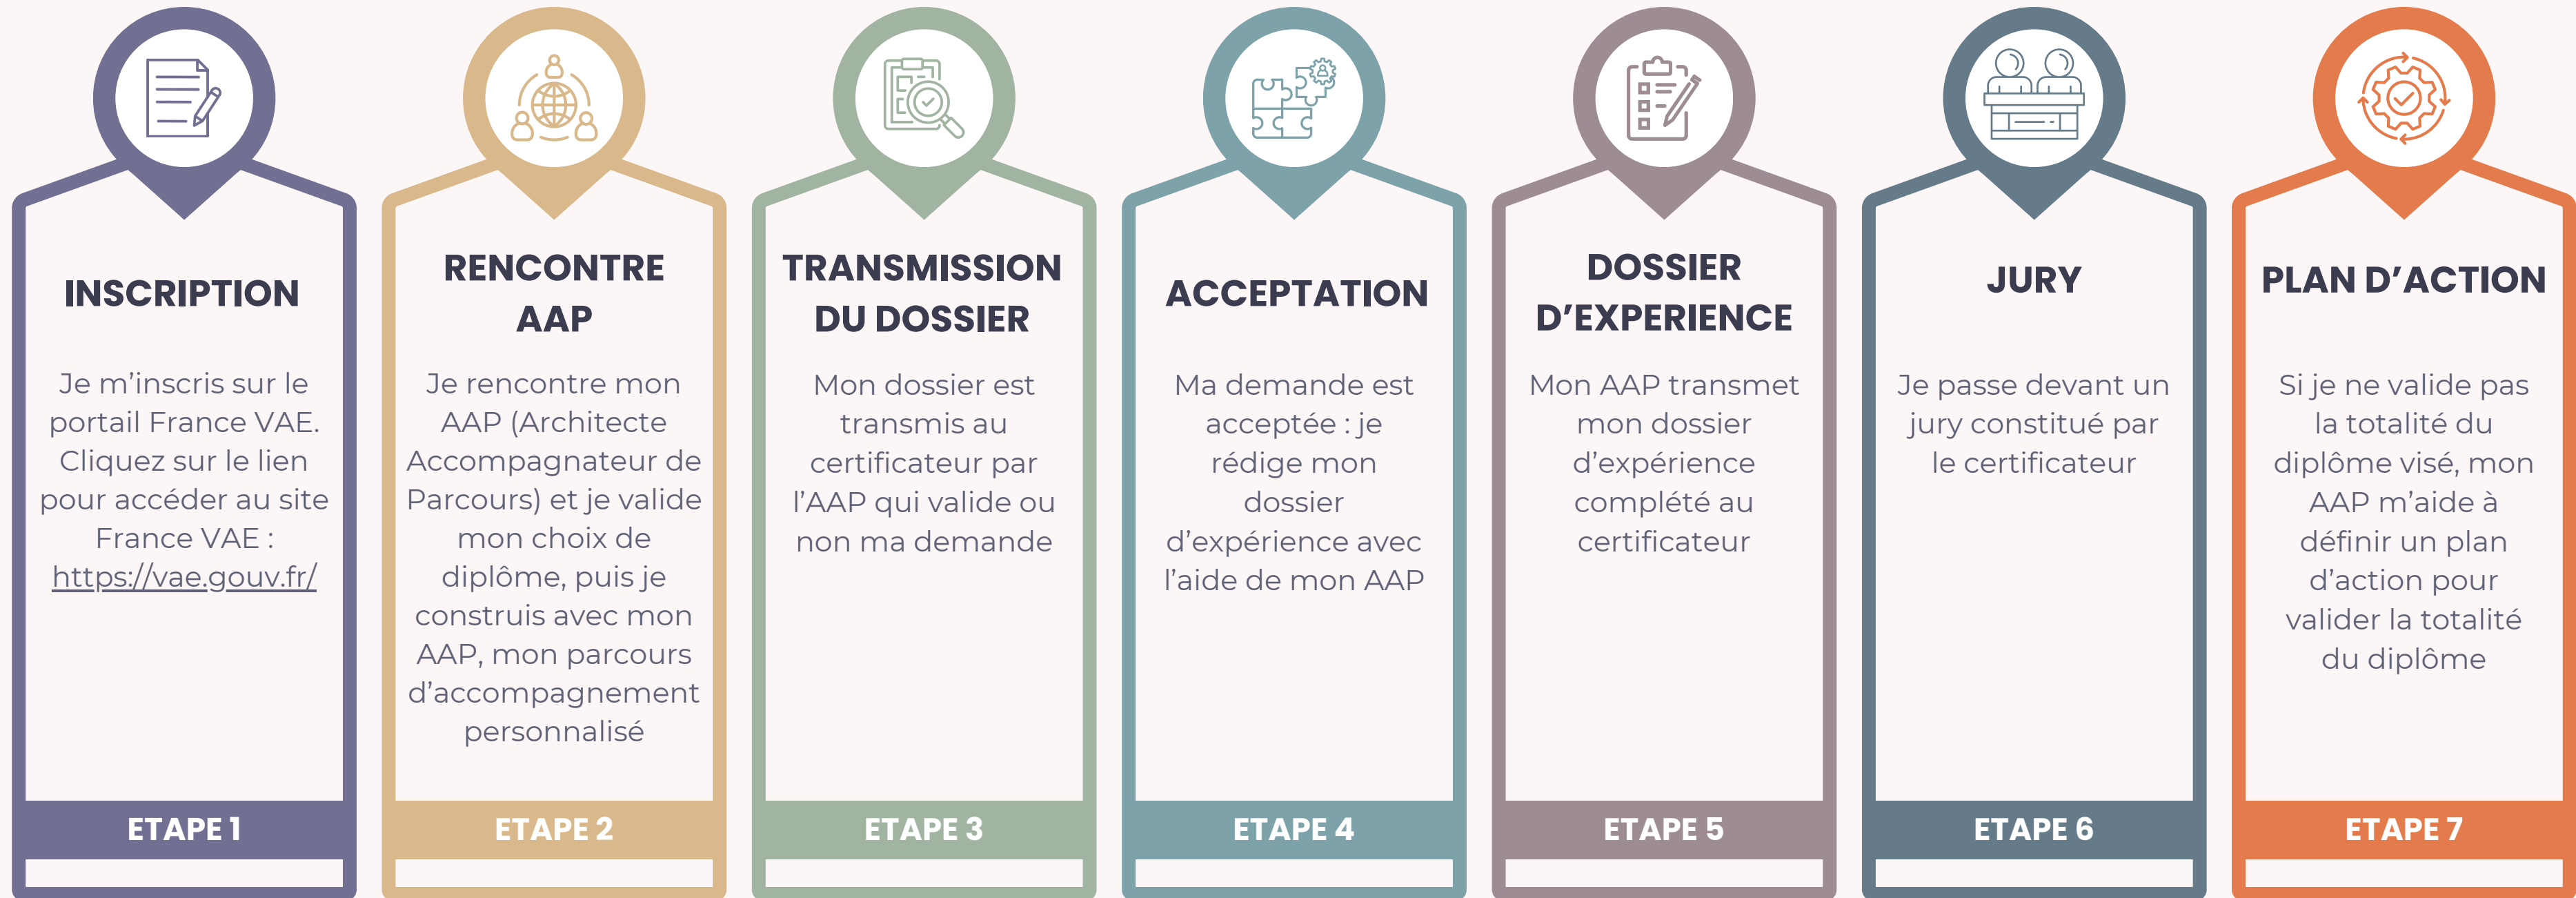 INSCRIPTION
Je m’inscris sur le
portail France VAE.
Cliquez sur le lien
pour accéder au site
France VAE :
https://vae.gouv.fr/
ETAPE 1
RENCONTRE
AAP
Je rencontre mon
AAP (Architecte
Accompagnateur de
Parcours) et je valide
mon choix de
diplôme, puis je
construis avec mon
AAP, mon parcours
d’accompagnement
personnalisé
ETAPE 2
TRANSMISSION
DU DOSSIER
Mon dossier est
transmis au
certificateur par
l’AAP qui valide ou
non ma demande
ETAPE 3
ACCEPTATION
Ma demande est
acceptée : je
rédige mon
dossier
d’expérience avec
l’aide de mon AAP
ETAPE 4
DOSSIER
D’EXPERIENCE
Mon AAP transmet
mon dossier
d’expérience
complété au
certificateur
ETAPE 5
JURY
Je passe devant un
jury constitué par
le certificateur
ETAPE 6
PLAN D’ACTION
Si je ne valide pas
la totalité du
diplôme visé, mon
AAP m’aide à
définir un plan
d’action pour
valider la totalité
du diplôme
ETAPE 7